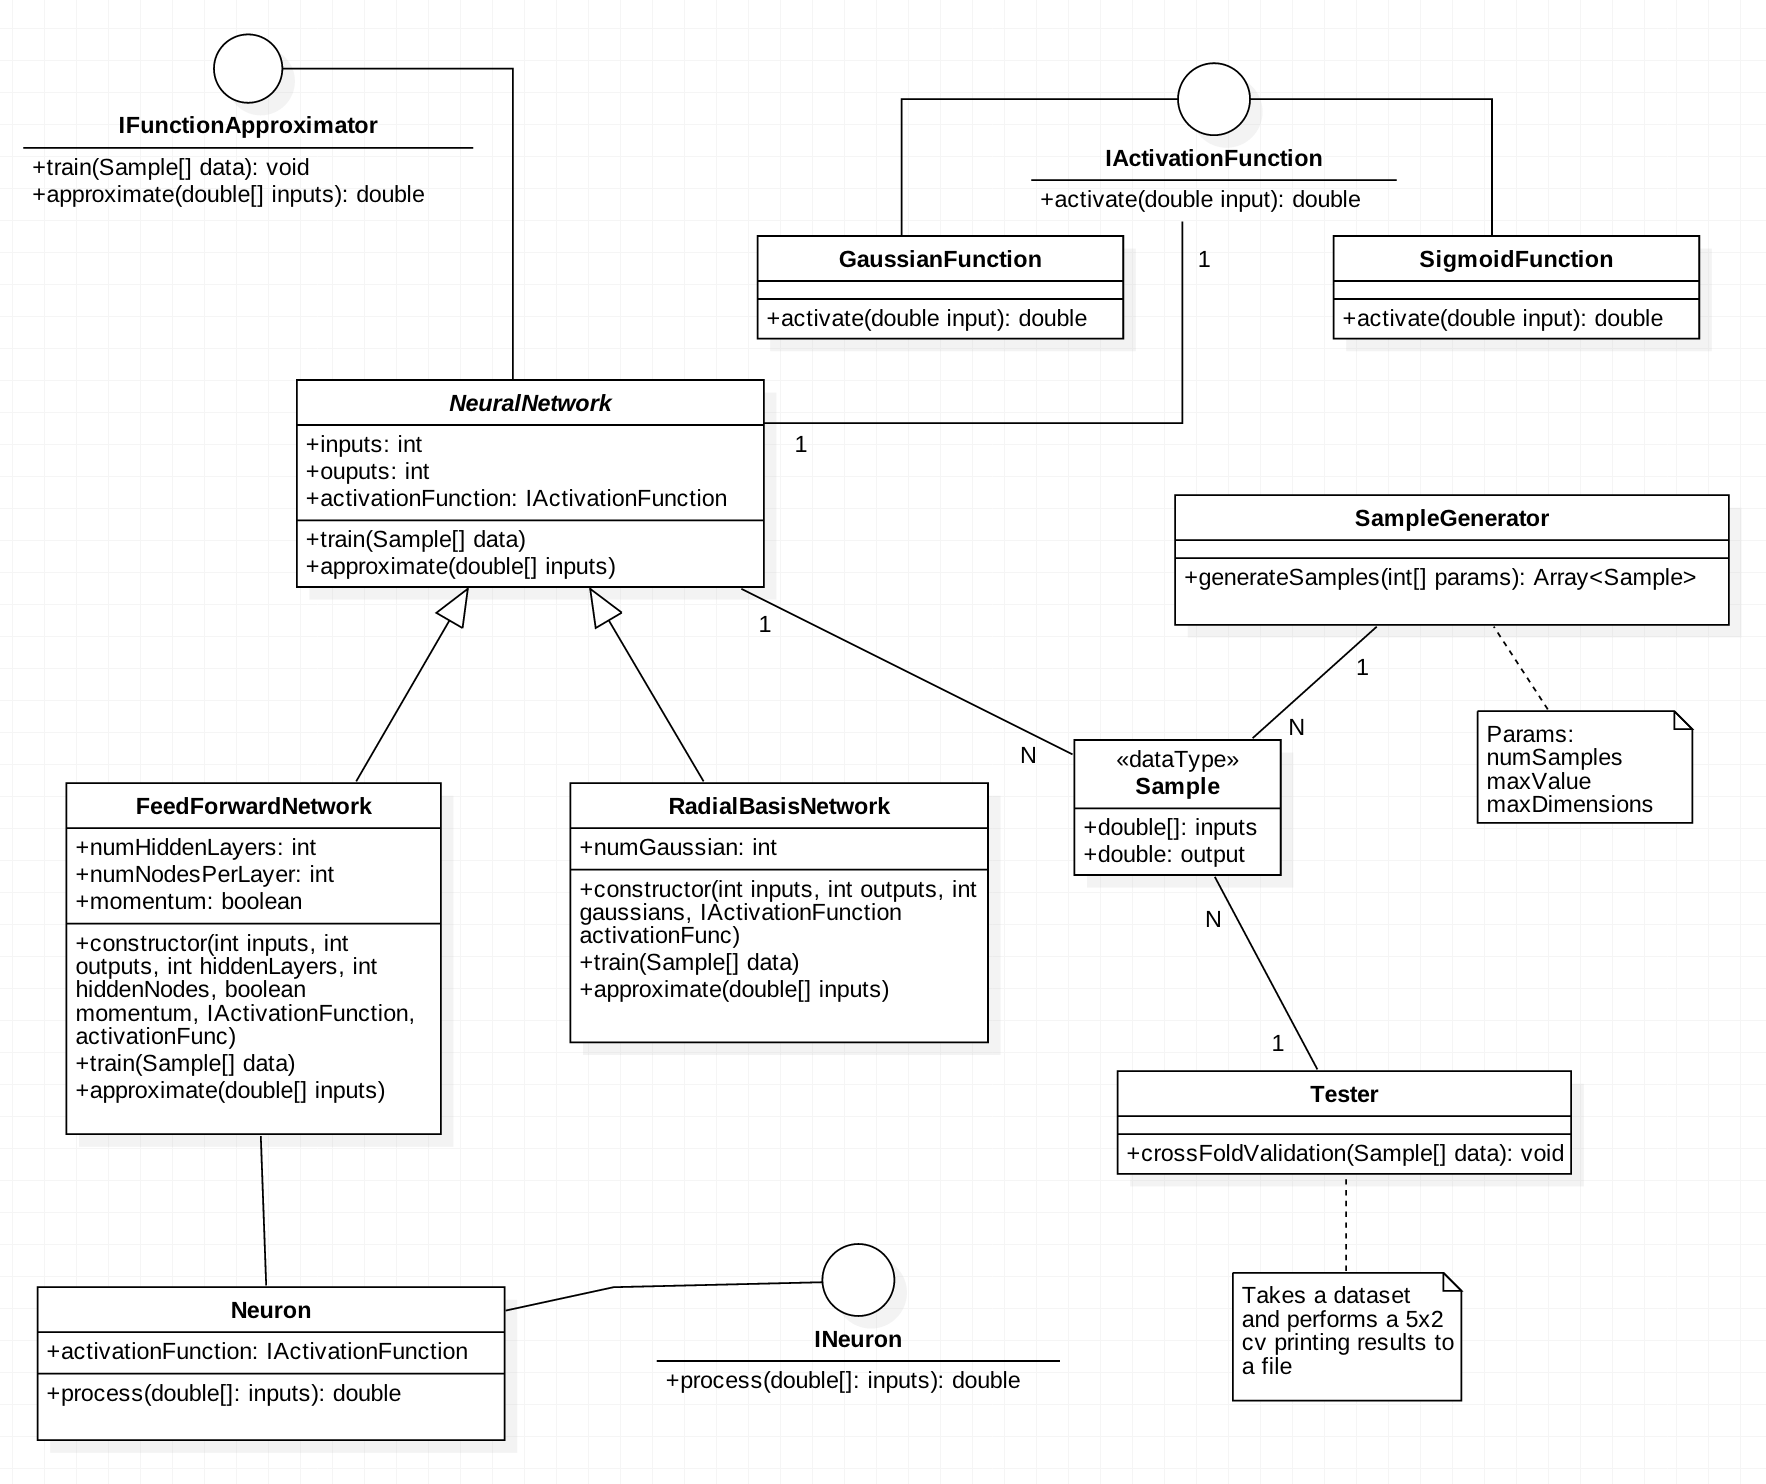 IFunctionApproximator
+train(Sample[] data): void
+approximate(double[] inputs): double
IActivationFunction
+activate(double input): double
GaussianFunction
+activate(double input): double
1
SigmoidFunction
+activate(double input): double
NeuralNetwork
+inputs: int
+ouputs: int
+activationFunction: IActivationFunction
+train(Sample[] data)
+approximate(double[] inputs)
1
SampleGenerator
+generateSamples(int[] params): Array<Sample>
1
N
1
N
Params:
numSamples
maxValue
maxDimensions
«dataType»
Sample
+double[]: inputs
+double: output
FeedForwardNetwork
+numHiddenLayers: int
+numNodesPerLayer: int
+momentum: boolean
+constructor(int inputs, int
outputs, int hiddenLayers, int
hiddenNodes, boolean
momentum, IActivationFunction,
activationFunc)
+train(Sample[] data)
+approximate(double[] inputs)
RadialBasisNetwork
+numGaussian: int
+constructor(int inputs, int outputs, int
gaussians, IActivationFunction
activationFunc)
+train(Sample[] data)
+approximate(double[] inputs)
N
1
Tester
+crossFoldValidation(Sample[] data): void
Takes a dataset
and performs a 5x2
cv printing results to
a file
Neuron
+activationFunction: IActivationFunction
+process(double[]: inputs): double
INeuron
+process(double[]: inputs): double